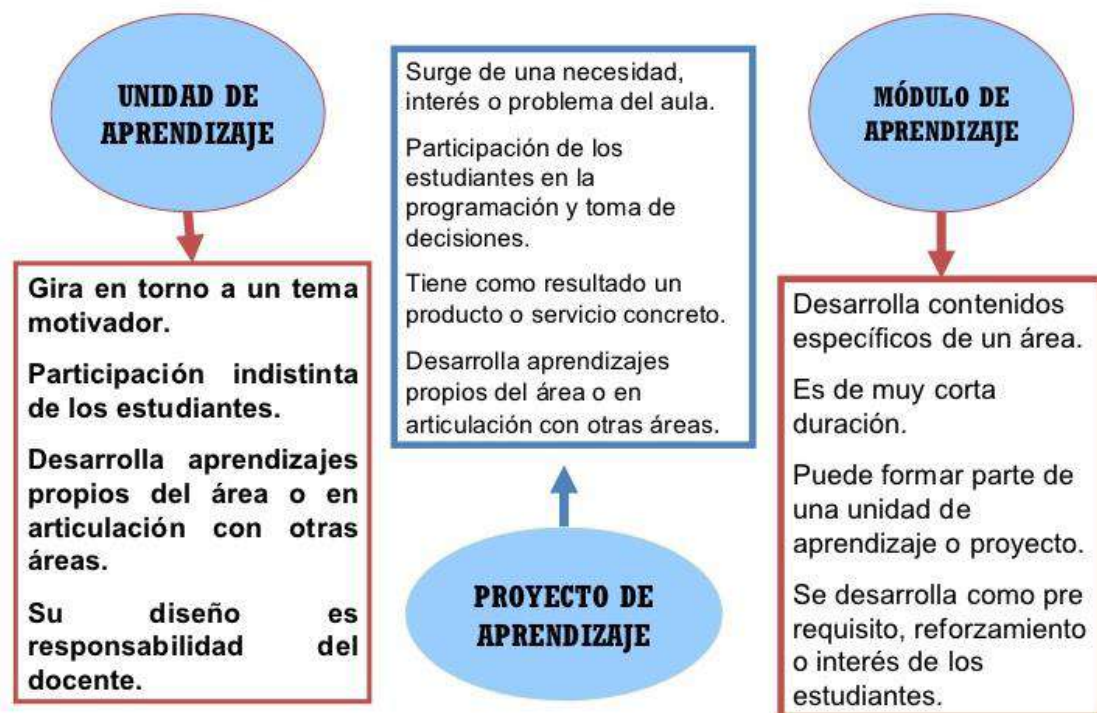 UNIDAD DE
APRENDIZAJE
Gira en torno a un tema
motivador.
Participación indistinta
de los estudiantes.
Desarrolla aprendizajes
propios del área o en
articulación con otras
áreas.
Su diseño es
responsabilidad del
docente.
Surge de una necesidad,
interés o problema del aula.
Participación de los
estudiantes en la
programación y toma de
decisiones.
Tiene como resultado un
producto o servicio concreto.
Desarrolla aprendizajes
propios del área o en
articulación con otras áreas.
PROYECTO DE
APRENDIZAJE
MÓDULO DE
APRENDIZAJE
Desarrolla contenidos
específicos de un área.
Es de muy corta
duración.
Puede formar parte de
una unidad de
aprendizaje o proyecto.
Se desarrolla como pre
requisito, reforzamiento
o interés de los
estudiantes.